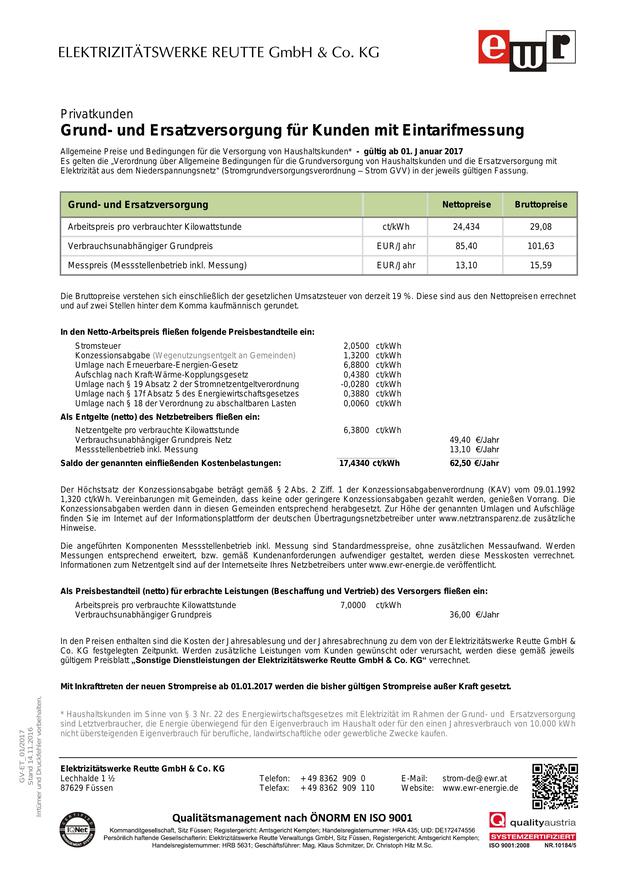 ELEKTRIZITÄTSWERKE REUTTE GmbH & Co. KG
ewr
Privatkunden
Grund- und Ersatzversorgung für Kunden mit Eintarifmessung
Allgemeine Preise und Bedingungen für die Versorgung von Haushaltskunden* - gültig ab 01. Januar 2017
Es gelten die „Verordnung über Allgemeine Bedingungen für die Grundversorgung von Haushaltskunden und die Ersatzversorgung mit
Elektrizität aus dem Niederspannungsnetz" (Stromgrundversorgungsverordnung – Strom GVV) in der jeweils gültigen Fassung.
Grund- und Ersatzversorgung Nettopreise Bruttopreise
Arbeitspreis pro verbrauchter Kilowattstunde ct/kWh 24,434 29,08
Verbrauchsunabhängiger Grundpreis EUR/Jahr 85,40 101,63
Messpreis (Messstellenbetrieb inkl. Messung) EUR/Jahr 13,10 15,59
Die Bruttopreise verstehen sich einschließlich der gesetzlichen Umsatzsteuer von derzeit 19 %. Diese sind aus den Nettopreisen errechnet
und auf zwei Stellen hinter dem Komma kaufmännisch gerundet.
In den Netto-Arbeitspreis fließen folgende Preisbestandteile ein:
Stromsteuer 2,0500 ct/kWh
Konzessionsabgabe (Wegenutzungsentgelt an Gemeinden) 1,3200 ct/kWh
Umlage nach Erneuerbare-Energien-Gesetz 6,8800 ct/kWh
Aufschlag nach Kraft-Wärme-Kopplungsgesetz 0,4380 ct/kWh
Umlage nach § 19 Absatz 2 der Stromnetzentgeltverordnung -0,0280 ct/kWh
Umlage nach § 17f Absatz 5 des Energiewirtschaftsgesetzes 0,3880 ct/kWh
Umlage nach § 18 der Verordnung zu abschaltbaren Lasten 0,0060 ct/kWh
Als Entgelte (netto) des Netzbetreibers fließen ein:
Netzentgelte pro verbrauchte Kilowattstunde 6,3800 ct/kWh
Verbrauchsunabhängiger Grundpreis Netz 49,40 €/Jahr
Messstellenbetrieb inkl. Messung 13,10 €/Jahr
Saldo der genannten einfließenden Kostenbelastungen: 17,4340 ct/kWh 62,50 €/Jahr
Der Höchstsatz der Konzessionsabgabe beträgt gemäß § 2 Abs. 2 Ziff. 1 der Konzessionsabgabenverordnung (KAV) vom 09.01.1992
1,320 ct/kWh. Vereinbarungen mit Gemeinden, dass keine oder geringere Konzessionsabgaben gezahlt werden, genießen Vorrang. Die
Konzessionsabgaben werden dann in diesen Gemeinden entsprechend herabgesetzt. Zur Höhe der genannten Umlagen und Aufschläge
finden Sie im Internet auf der Informationsplattform der deutschen Übertragungsnetzbetreiber unter www.netztransparenz.de zusätzliche
Hinweise.
Die angeführten Komponenten Messstellenbetrieb inkl. Messung sind Standardmesspreise, ohne zusätzlichen Messaufwand. Werden
Messungen entsprechend erweitert, bzw. gemäß Kundenanforderungen aufwendiger gestaltet, werden diese Messkosten verrechnet.
Informationen zum Netzentgelt sind auf der Internetseite Ihres Netzbetreibers unter www.ewr-energie.de veröffentlicht.
Als Preisbestandteil (netto) für erbrachte Leistungen (Beschaffung und Vertrieb) des Versorgers fließen ein:
Arbeitspreis pro verbrauchte Kilowattstunde 7,0000 ct/kWh
Verbrauchsunabhängiger Grundpreis 36,00 €/Jahr
In den Preisen enthalten sind die Kosten der Jahresablesung und der Jahresabrechnung zu dem von der Elektrizitätswerke Reutte GmbH &
Co. KG festgelegten Zeitpunkt. Werden zusätzliche Leistungen vom Kunden gewünscht oder verursacht, werden diese gemäß jeweils
gültigem Preisblatt „Sonstige Dienstleistungen der Elektrizitätswerke Reutte GmbH & Co. KG" verrechnet.
Mit Inkrafttreten der neuen Strompreise ab 01.01.2017 werden die bisher gültigen Strompreise außer Kraft gesetzt.
* Haushaltskunden im Sinne von § 3 Nr. 22 des Energiewirtschaftsgesetzes mit Elektrizität im Rahmen der Grund- und Ersatzversorgung
sind Letztverbraucher, die Energie überwiegend für den Eigenverbrauch im Haushalt oder für den einen Jahresverbrauch von 10.000 kWh
nicht übersteigenden Eigenverbrauch für berufliche, landwirtschaftliche oder gewerbliche Zwecke kaufen.
GV-ET_01/2017
Stand 14.11.2016
Irrtümer und Druckfehler vorbehalten.
Elektrizitätswerke Reutte GmbH & Co. KG
Lechhalde 1 ½ Telefon: +49 8362 909 0 E-Mail: strom-de@ewr.at
87629 Füssen Telefax: +49 8362 909 110 Website: www.ewr-energie.de
IQNet
Qualitätsmanagement nach ÖNORM EN ISO 9001
Kommanditgesellschaft, Sitz Füssen; Registergericht: Amtsgericht Kempten; Handelsregisternummer: HRA 435; UID: DE172474556
Persönlich haftende Gesellschafterin: Elektrizitätswerke Reutte Verwaltungs GmbH, Sitz Füssen, Registergericht: Amtsgericht Kempten;
Handelsregisternummer: HRB 5631; Geschäftsführer: Mag. Klaus Schmitzer, Dr. Christoph Hilz M.Sc.
qualityaustria
SYSTEMZERTIFIZIERT
ISO 9001:2008 NR.10184/5